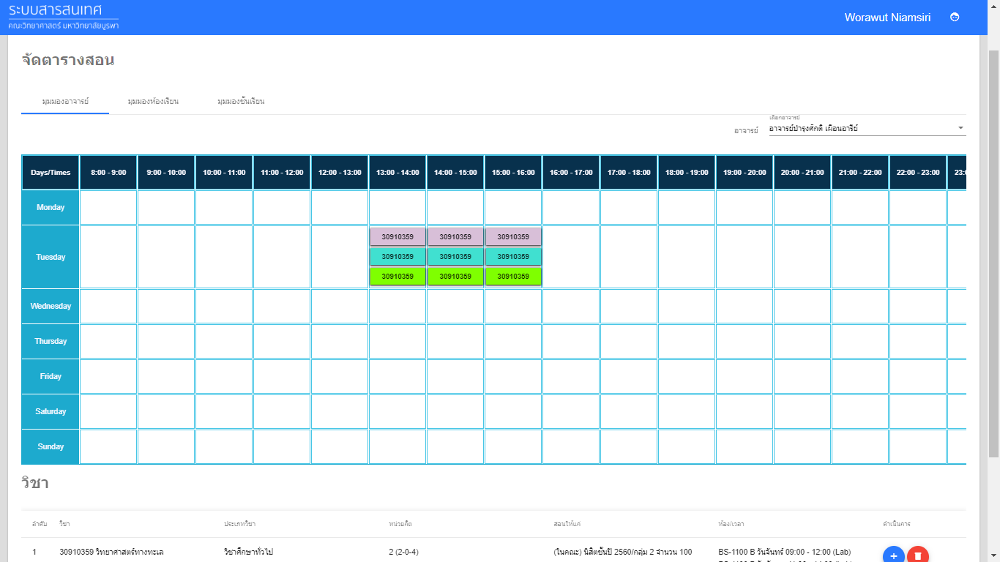 ระบบสารสนเทศ
คณะวิทยาศาสตร์ มหาวิทยาลัยบูรพา
Worawut Niamsiri
จัดตารางสอน
มุมมองอาจารย์ มุมมองห้องเรียน มุมมองชั้นเรียน
เลือกอาจารย์
อาจารย์ อาจารย์บำรุงศักดิ์ เผื่อนอารีย์
Days/Times 8:00 - 9:00 9:00 - 10:00 10:00 - 11:00 11:00 - 12:00 12:00 - 13:00 13:00 - 14:00 14:00 - 15:00 15:00 - 16:00 16:00 - 17:00 17:00 - 18:00 18:00 - 19:00 19:00 - 20:00 20:00 - 21:00 21:00 - 22:00 22:00 - 23:00 23:0
Monday
30910359 30910359 30910359
Tuesday 30910359 30910359 30910359
30910359 30910359 30910359
Wednesday
Thursday
Friday
Saturday
Sunday
วิชา
ลำดับ วิชา ประเภทวิชา หน่วยกิต สอนให้แก่ ห้อง/เวลา ดำเนินการ
1 30910359 วิทยาศาสตร์ทางทะเล วิชาศึกษาทั่วไป 2 (2-0-4) (ในคณะ) นิสิตชั้นปี 2560/กลุ่ม 2 จำนวน 100 BS-1100 B วันจันทร์ 09:00 - 12:00 (Lab)